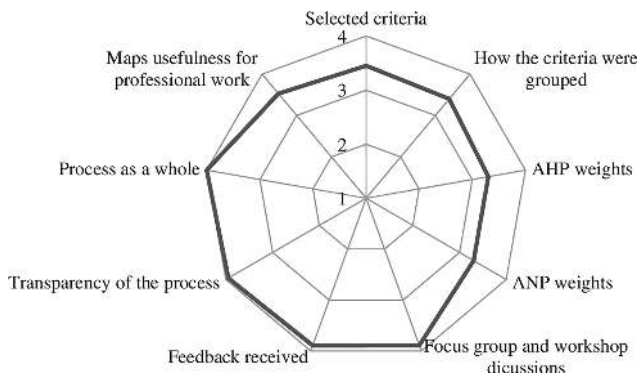 Selected criteria
4
How the criteria were
grouped
Maps usefulness for
professional work
3
2
1
Process as a whole
AHP weights
Transparency of the process
ANP weights
Feedback received
Focus group and workshop
dicussions